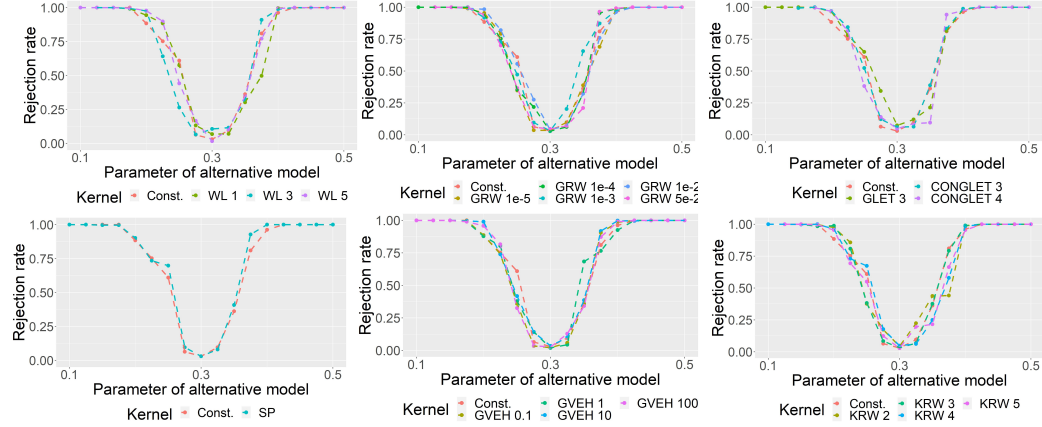 Rejection rate
1.00
0.75
0.50
0.25
0.00
0.1 0.3 0.5
Parameter of alternative model
Kernel Const. WL 1 WL 3 WL 5
Rejection rate
1.00
0.75
0.50
0.25
0.00
0.1 0.3 0.5
Parameter of alternative model
Kernel Const. GRW 1e-4 GRW 1e-2
GRW 1e-5 GRW 1e-3 GRW 5e-2
Rejection rate
1.00
0.75
0.50
0.25
0.00
0.1 0.3 0.5
Parameter of alternative model
Kernel Const. CONGLET 3
GLET 3 CONGLET 4
Rejection rate
1.00
0.75
0.50
0.25
0.00
0.1 0.3 0.5
Parameter of alternative model
Kernel Const. SP
Rejection rate
1.00
0.75
0.50
0.25
0.00
0.1 0.3 0.5
Parameter of alternative model
Kernel Const. GVEH 1 GVEH 100
GVEH 0.1 GVEH 10
Rejection rate
1.00
0.75
0.50
0.25
0.00
0.1 0.3 0.5
Parameter of alternative model
Kernel Const. KRW 3 KRW 5
KRW 2 KRW 4